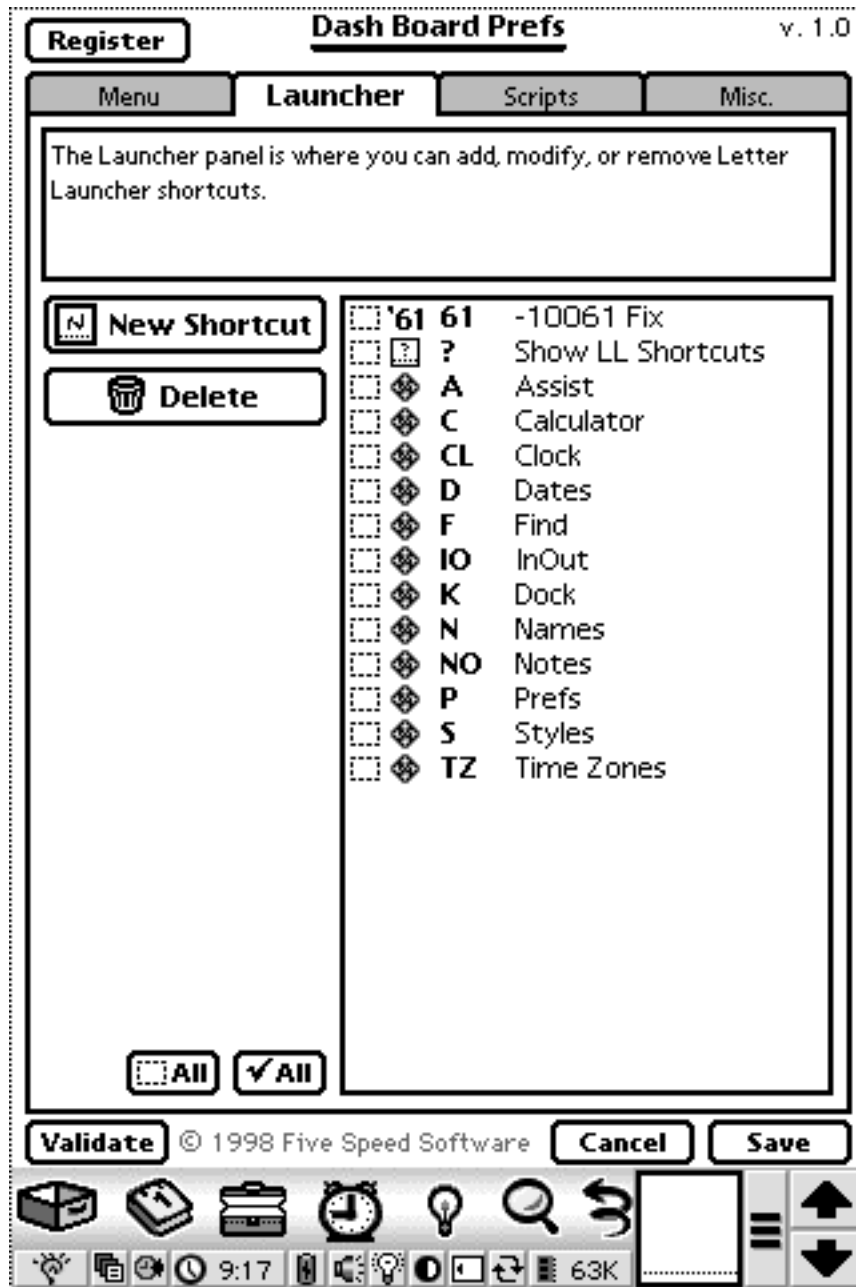 Register
Dash Board Prefs
v. 1.0
Menu
Launcher
Scripts
Misc.
The Launcher panel is where you can add, modify, or remove Letter
Launcher shortcuts.
New Shortcut
Delete
'61 61 -10061 Fix
? ? Show LL Shortcuts
A Assist
C Calculator
CL Clock
D Dates
F Find
IO InOut
K Dock
N Names
NO Notes
P Prefs
S Styles
TZ Time Zones
All
All
Validate
© 1998 Five Speed Software
Cancel
Save
1
9:17
63K